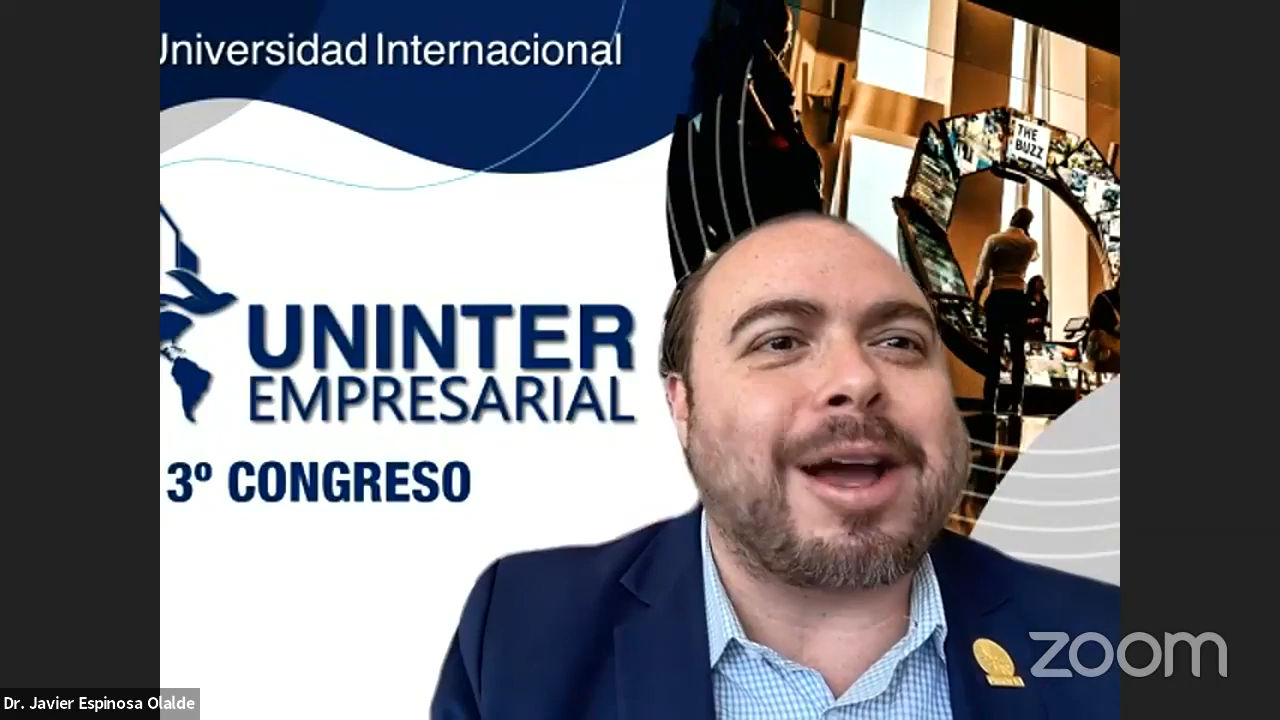 Universidad Internacional
THE
BUZZ
UNINTER
EMPRESARIAL
3º CONGRESO
zoom
Dr. Javier Espinosa Olalde